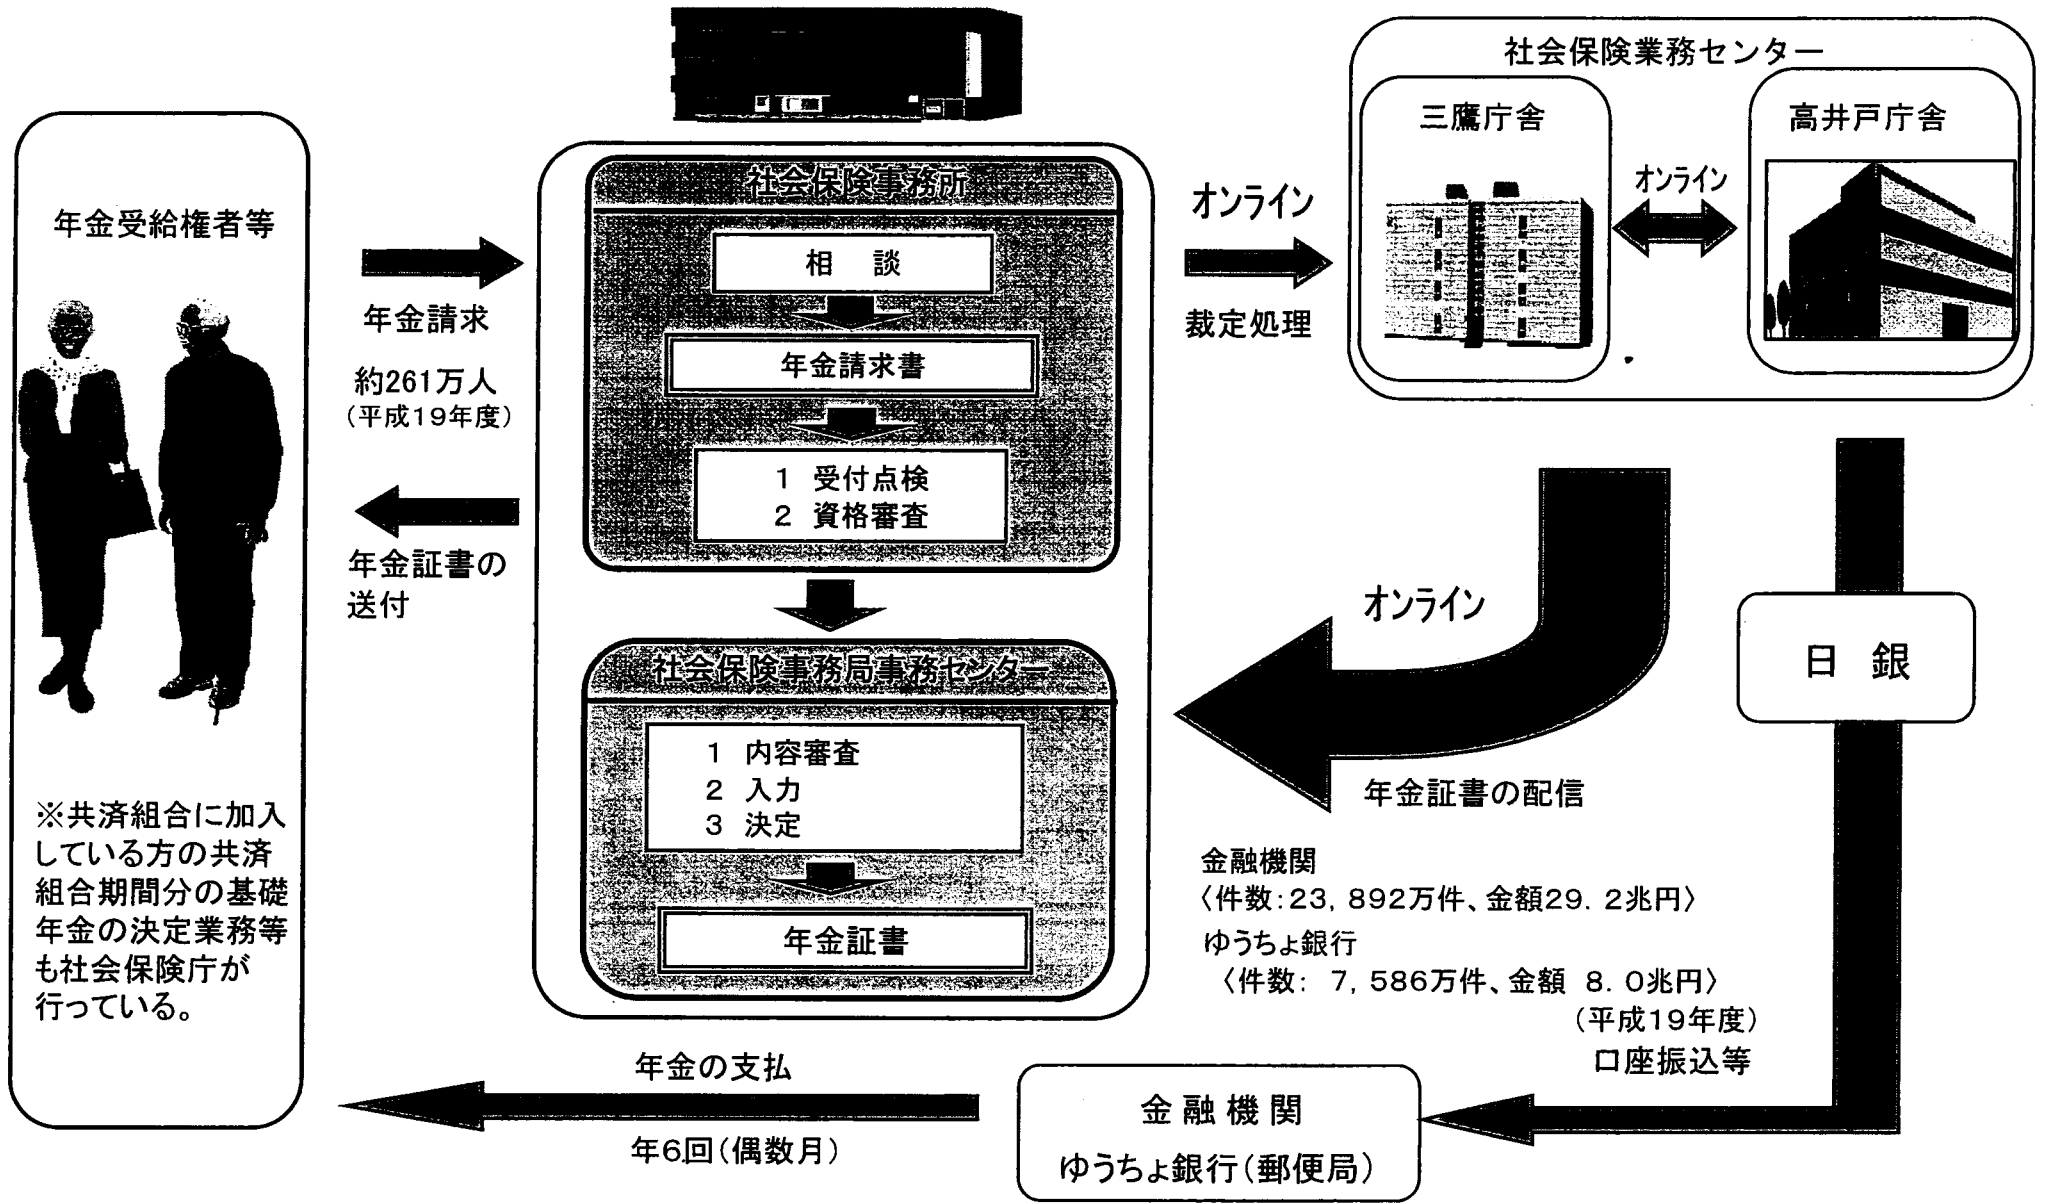 社会保険業務センター
三鷹庁舎
高井戸庁舎
オンライン
年金受給権者等
※共済組合に加入
している方の共済
組合期間分の基礎
年金の決定業務等
も社会保険庁が
行っている。
年金請求
約261万人
(平成19年度)
年金証書の
送付
社会保険事務所
相 談
年金請求書
1 受付点検
2 資格審査
社会保険事務局事務センター
1 内容審査
2 入力
3 決定
年金証書
オンライン
裁定処理
オンライン
年金証書の配信
日 銀
金融機関
〈件数:23,892万件、金額29.2兆円〉
ゆうちょ銀行
〈件数: 7,586万件、金額 8.0兆円〉
(平成19年度)
口座振込等
金融機関
ゆうちょ銀行(郵便局)
年金の支払
年6回(偶数月)